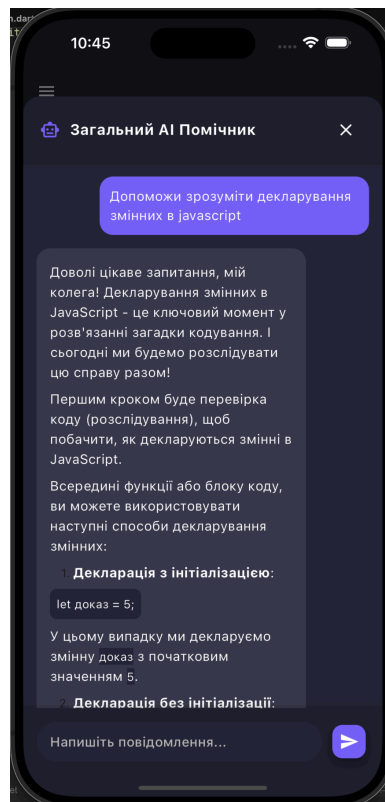 n.dar
it
10:45
Загальний AI Помічник
Допоможи зрозуміти декларування
змінних в javascript
Доволі цікаве запитання, мій
колега! Декларування змінних в
JavaScript - це ключовий момент у
розв'язанні загадки кодування. І
сьогодні ми будемо розслідувати
цю справу разом!
Першим кроком буде перевірка
коду (розслідування), щоб
побачити, як декларуються змінні в
JavaScript.
Всередині функції або блоку коду,
ви можете використовувати
наступні способи декларування
змінних:
1. Декларація з ініціалізацією:
let доказ = 5;
У цьому випадку ми декларуємо
змінну доказ з початковим
значенням 5.
2. Декларація без ініціалізації:
Напишіть повідомлення...
et